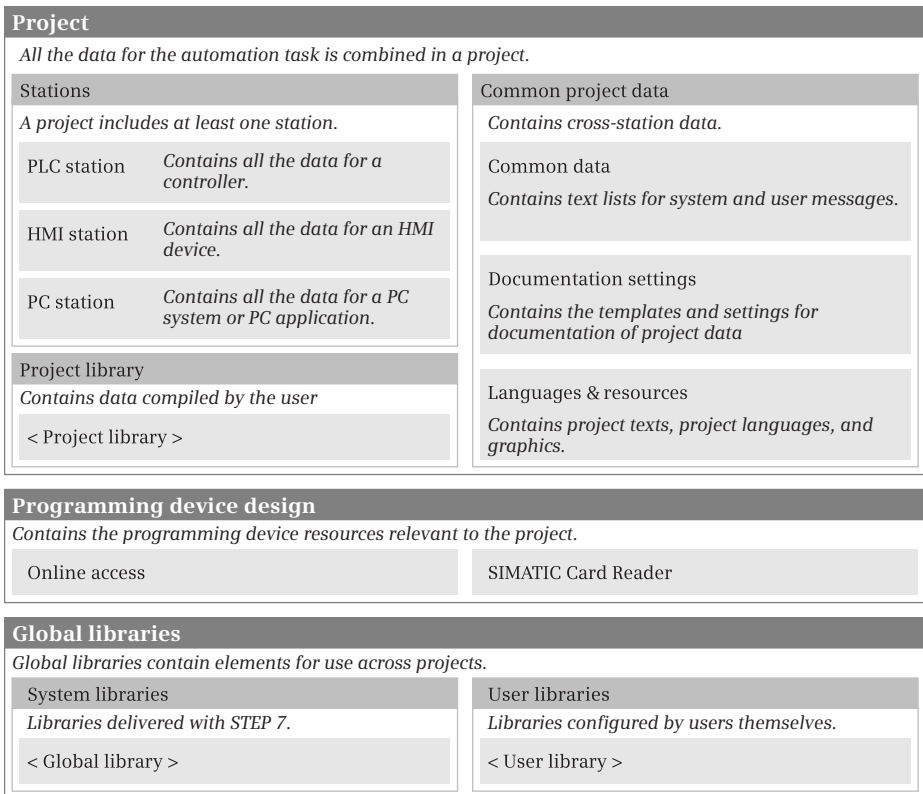 Project
All the data for the automation task is combined in a project.
Stations
A project includes at least one station.
PLC station
Contains all the data for a
controller.
HMI station
Contains all the data for an HMI
device.
PC station
Contains all the data for a PC
system or PC application.
Project library
Contains data compiled by the user
< Project library >
Common project data
Contains cross-station data.
Common data
Contains text lists for system and user messages.
Documentation settings
Contains the templates and settings for
documentation of project data
Languages & resources
Contains project texts, project languages, and
graphics.
Programming device design
Contains the programming device resources relevant to the project.
Online access
SIMATIC Card Reader
Global libraries
Global libraries contain elements for use across projects.
System libraries
Libraries delivered with STEP 7.
< Global library >
User libraries
Libraries configured by users themselves.
< User library >